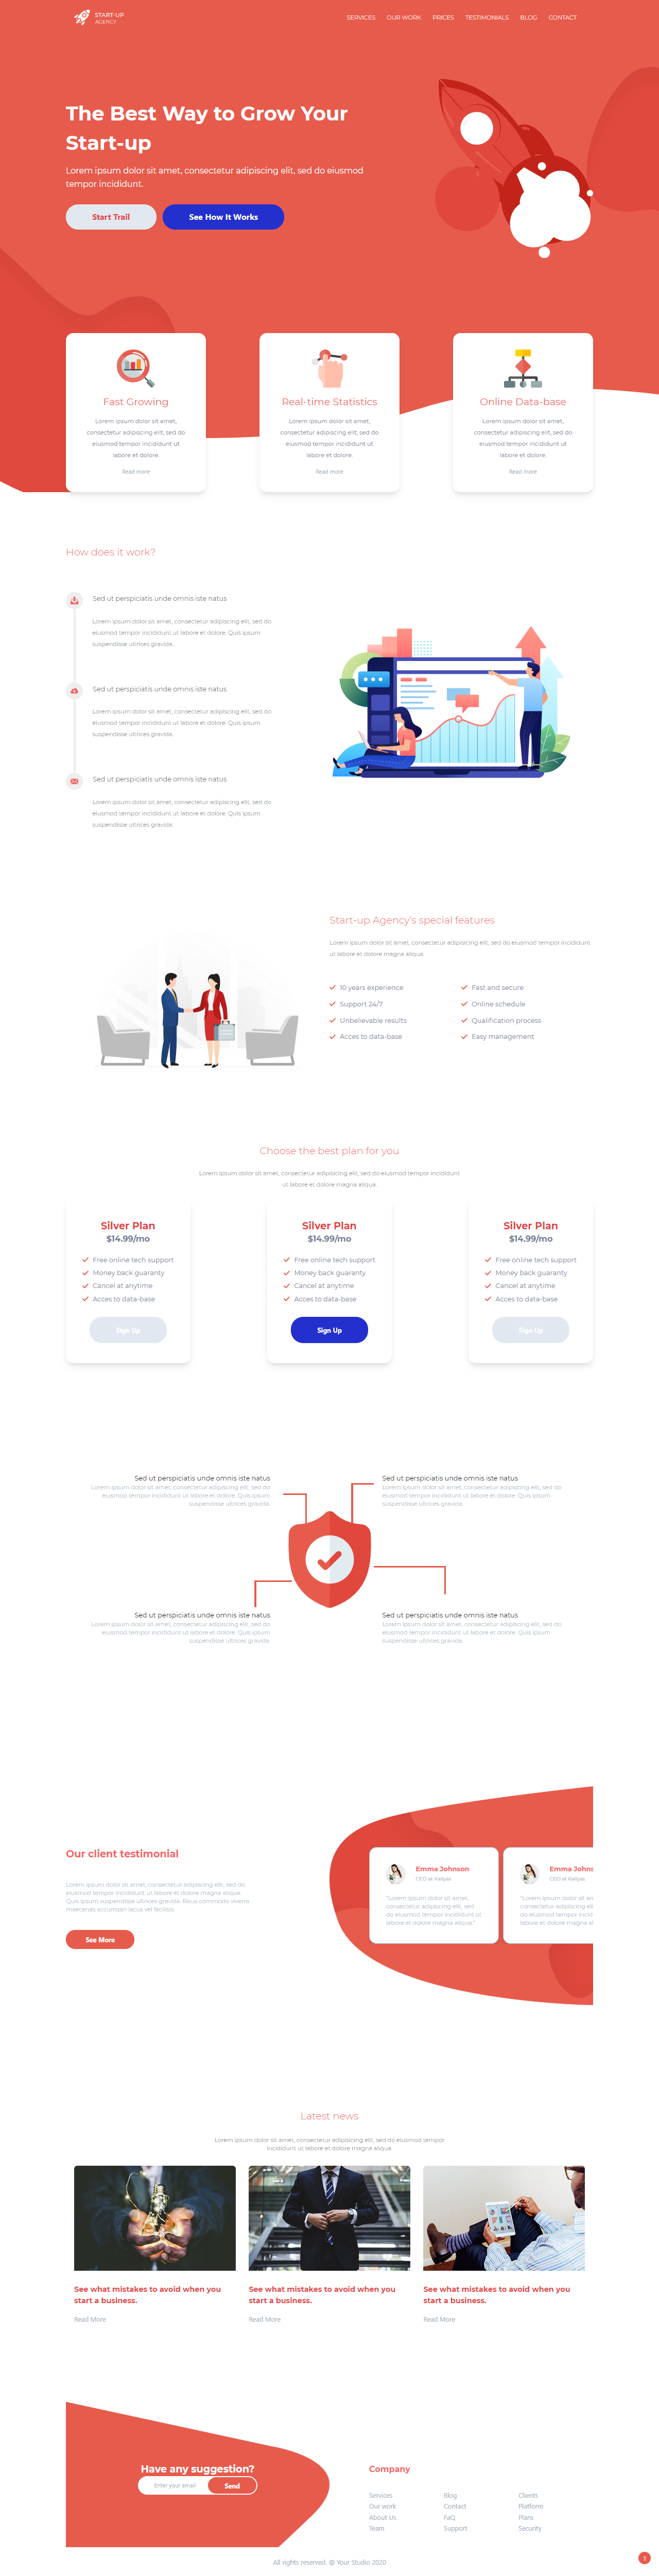 START-UP
AGENCY
SERVICES OUR WORK PRICES TESTIMONIALS BLOG CONTACT
The Best Way to Grow Your
Start-up
Lorem ipsum dolor sit amet, consectetur adipiscing elit, sed do eiusmod
tempor incididunt.
Start Trail
See How It Works
Fast Growing
Lorem ipsum dolor sit amet,
consectetur adipiscing elit, sed do
eiusmod tempor incididunt ut
labore et dolore.
Read more
Real-time Statistics
Lorem ipsum dolor sit amet,
consectetur adipiscing elit, sed do
eiusmod tempor incididunt ut
labore et dolore.
Read more
Online Data-base
Lorem ipsum dolor sit amet,
consectetur adipiscing elit, sed do
eiusmod tempor incididunt ut
labore et dolore.
Read more
How does it work?
Sed ut perspiciatis unde omnis iste natus
Lorem ipsum dolor sit amet, consectetur adipiscing elit, sed do
eiusmod tempor incididunt ut labore et dolore. Quis ipsum
suspendisse ultrices gravida.
Sed ut perspiciatis unde omnis iste natus
Lorem ipsum dolor sit amet, consectetur adipiscing elit, sed do
eiusmod tempor incididunt ut labore et dolore. Quis ipsum
suspendisse ultrices gravida.
Sed ut perspiciatis unde omnis iste natus
Lorem ipsum dolor sit amet, consectetur adipiscing elit, sed do
eiusmod tempor incididunt ut labore et dolore. Quis ipsum
suspendisse ultrices gravida.
Start-up Agency's special features
Lorem ipsum dolor sit amet, consectetur adipisicing elit, sed do eiusmod tempor incididunt
ut labore et dolore magna aliqua.
10 years experience
Support 24/7
Unbelievable results
Acces to data-base
Fast and secure
Online schedule
Qualification process
Easy management
Choose the best plan for you
Lorem ipsum dolor sit amet, consectetur adipisicing elit, sed do eiusmod tempor incididunt
ut labore et dolore magna aliqua.
Silver Plan
$14.99/mo
Free online tech support
Money back guaranty
Cancel at anytime
Acces to data-base
Sign Up
Silver Plan
$14.99/mo
Free online tech support
Money back guaranty
Cancel at anytime
Acces to data-base
Sign Up
Silver Plan
$14.99/mo
Free online tech support
Money back guaranty
Cancel at anytime
Acces to data-base
Sign Up
Sed ut perspiciatis unde omnis iste natus
Lorem ipsum dolor sit amet, consectetur adipiscing elit, sed do
eiusmod tempor incididunt ut labore et dolore. Quis ipsum
suspendisse ultrices gravida.
Sed ut perspiciatis unde omnis iste natus
Lorem ipsum dolor sit amet, consectetur adipiscing elit, sed do
eiusmod tempor incididunt ut labore et dolore. Quis ipsum
suspendisse ultrices gravida.
Sed ut perspiciatis unde omnis iste natus
Lorem ipsum dolor sit amet, consectetur adipiscing elit, sed do
eiusmod tempor incididunt ut labore et dolore. Quis ipsum
suspendisse ultrices gravida.
Sed ut perspiciatis unde omnis iste natus
Lorem ipsum dolor sit amet, consectetur adipiscing elit, sed do
eiusmod tempor incididunt ut labore et dolore. Quis ipsum
suspendisse ultrices gravida.
Our client testimonial
Lorem ipsum dolor sit amet, consectetur adipiscing elit, sed do
eiusmod tempor incididunt ut labore et dolore magna aliqua.
Quis ipsum suspendisse ultrices gravida. Risus commodo viverra
maecenas accumsan lacus vel facilisis.
See More
Emma Johnson
CEO at Kallyas
"Lorem ipsum dolor sit amet,
consectetur adipiscing elit, sed
do eiusmod tempor incididunt ut
labore et dolore magna aliqua."
Emma Johns
CEO at Kallyas
"Lorem ipsum dolor sit am
consectetur adipiscing eli
do eiusmod tempor incid
labore et dolore magna al
Latest news
Lorem ipsum dolor sit amet, consectetur adipiscing elit, sed do eiusmod tempor
incididunt ut labore et dolore magna aliqua.
See what mistakes to avoid when you
start a business.
Read More
See what mistakes to avoid when you
start a business.
Read More
See what mistakes to avoid when you
start a business.
Read More
Have any suggestion?
Enter your email
Send
Company
Services
Our work
About Us
Team
Blog
Contact
FaQ
Support
Clients
Platform
Plans
Security
All rights reserved. @ Your Studio 2020